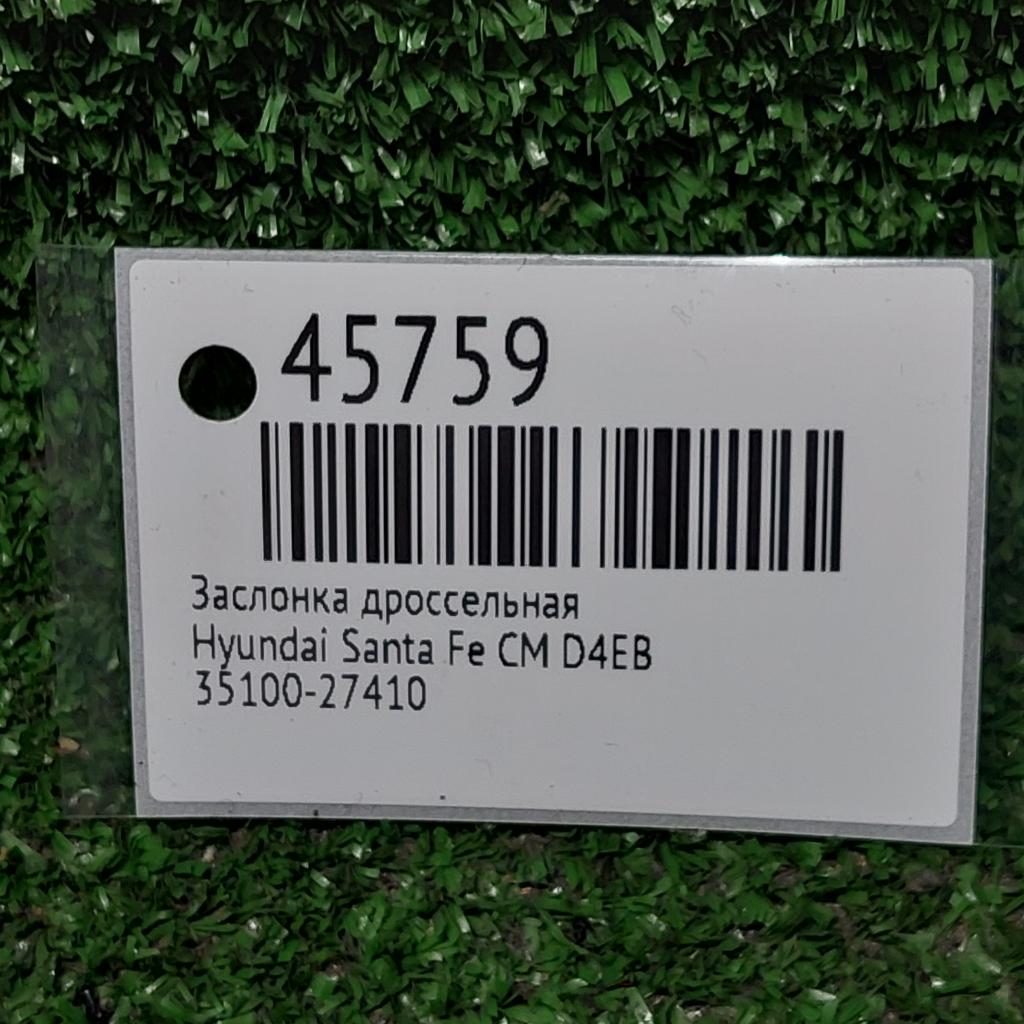 45759
Заслонка дроссельная
Hyundai Santa Fe CM D4EB
35100-27410